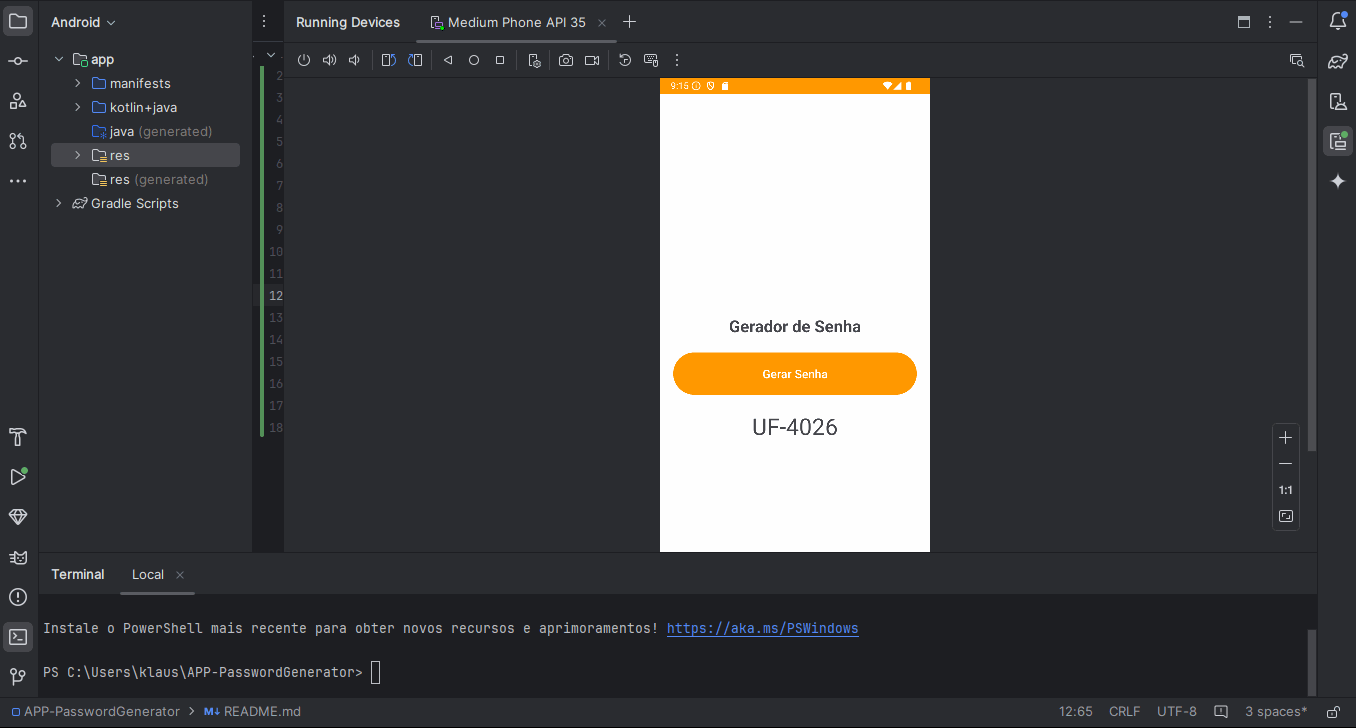 Android
app
manifests
kotlin+java
java (generated)
res
res (generated)
Gradle Scripts
2
3
4
5
6
7
8
9
10
11
12
13
14
15
16
17
18
Running Devices
Medium Phone API 35
9:15
Gerador de Senha
Gerar Senha
UF-4026
1:1
Terminal
Local
Instale o PowerShell mais recente para obter novos recursos e aprimoramentos! https://aka.ms/PSWindows
PS C:\Users\klaus\APP-PasswordGenerator>
APP-PasswordGenerator > M↓ README.md
12:65 CRLF UTF-8 3 spaces*